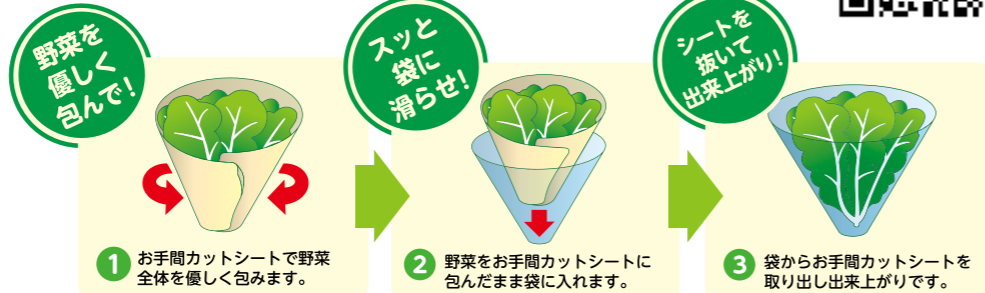 野菜を
優しく
包んで!
スッと
袋に
滑らせ!
シートを
抜いて
出来上がり!
1 お手間カットシートで野菜
全体を優しく包みます。
2 野菜をお手間カットシートに
包んだまま袋に入れます。
3 袋からお手間カットシートを
取り出し出来上がりです。